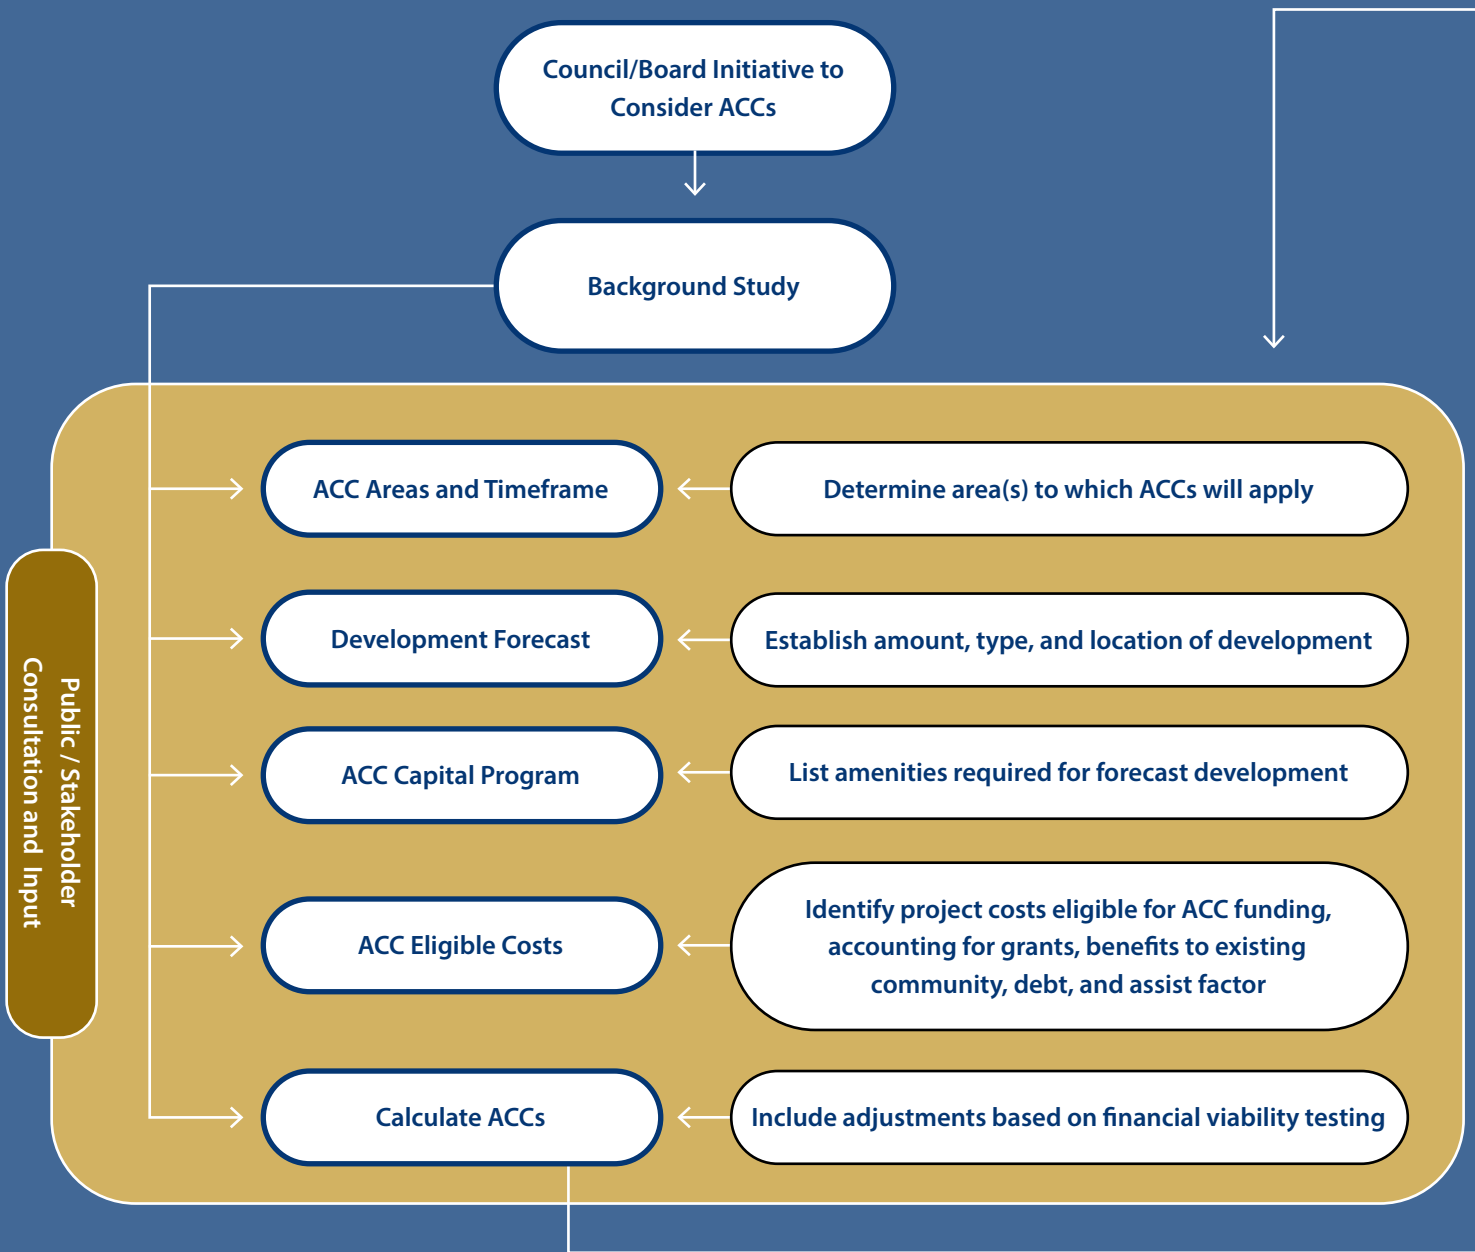 Council/Board Initiative to
Consider ACCs
Background Study
ACC Areas and Timeframe
Determine area(s) to which ACCs will apply
Development Forecast
Establish amount, type, and location of development
ACC Capital Program
List amenities required for forecast development
ACC Eligible Costs
Identify project costs eligible for ACC funding,
accounting for grants, benefits to existing
community, debt, and assist factor
Calculate ACCs
Include adjustments based on financial viability testing
Public / Stakeholder
Consultation and Input